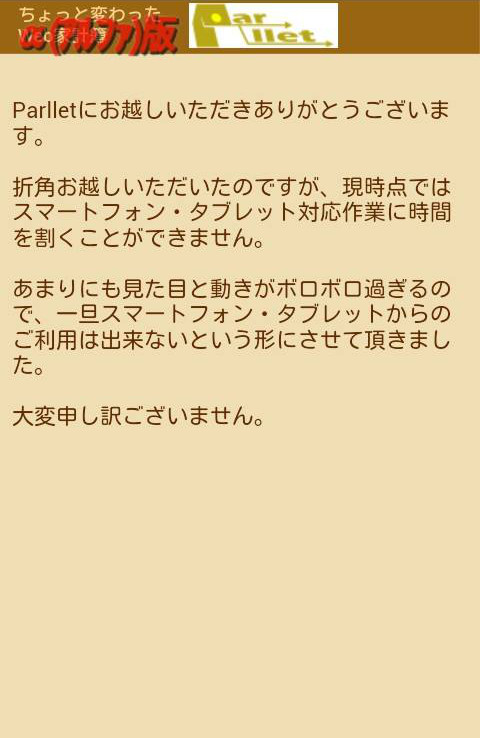 ちょっと変わった
Web家計簿
α(アルファ)版
Parllet
Parlletにお越しいただきありがとうございま
す。
折角お越しいただいたのですが、現時点では
スマートフォン・タブレット対応作業に時間
を割くことができません。
あまりにも見た目と動きがボロボロ過ぎるの
で、一旦スマートフォン・タブレットからの
ご利用は出来ないという形にさせて頂きまし
た。
大変申し訳ございません。